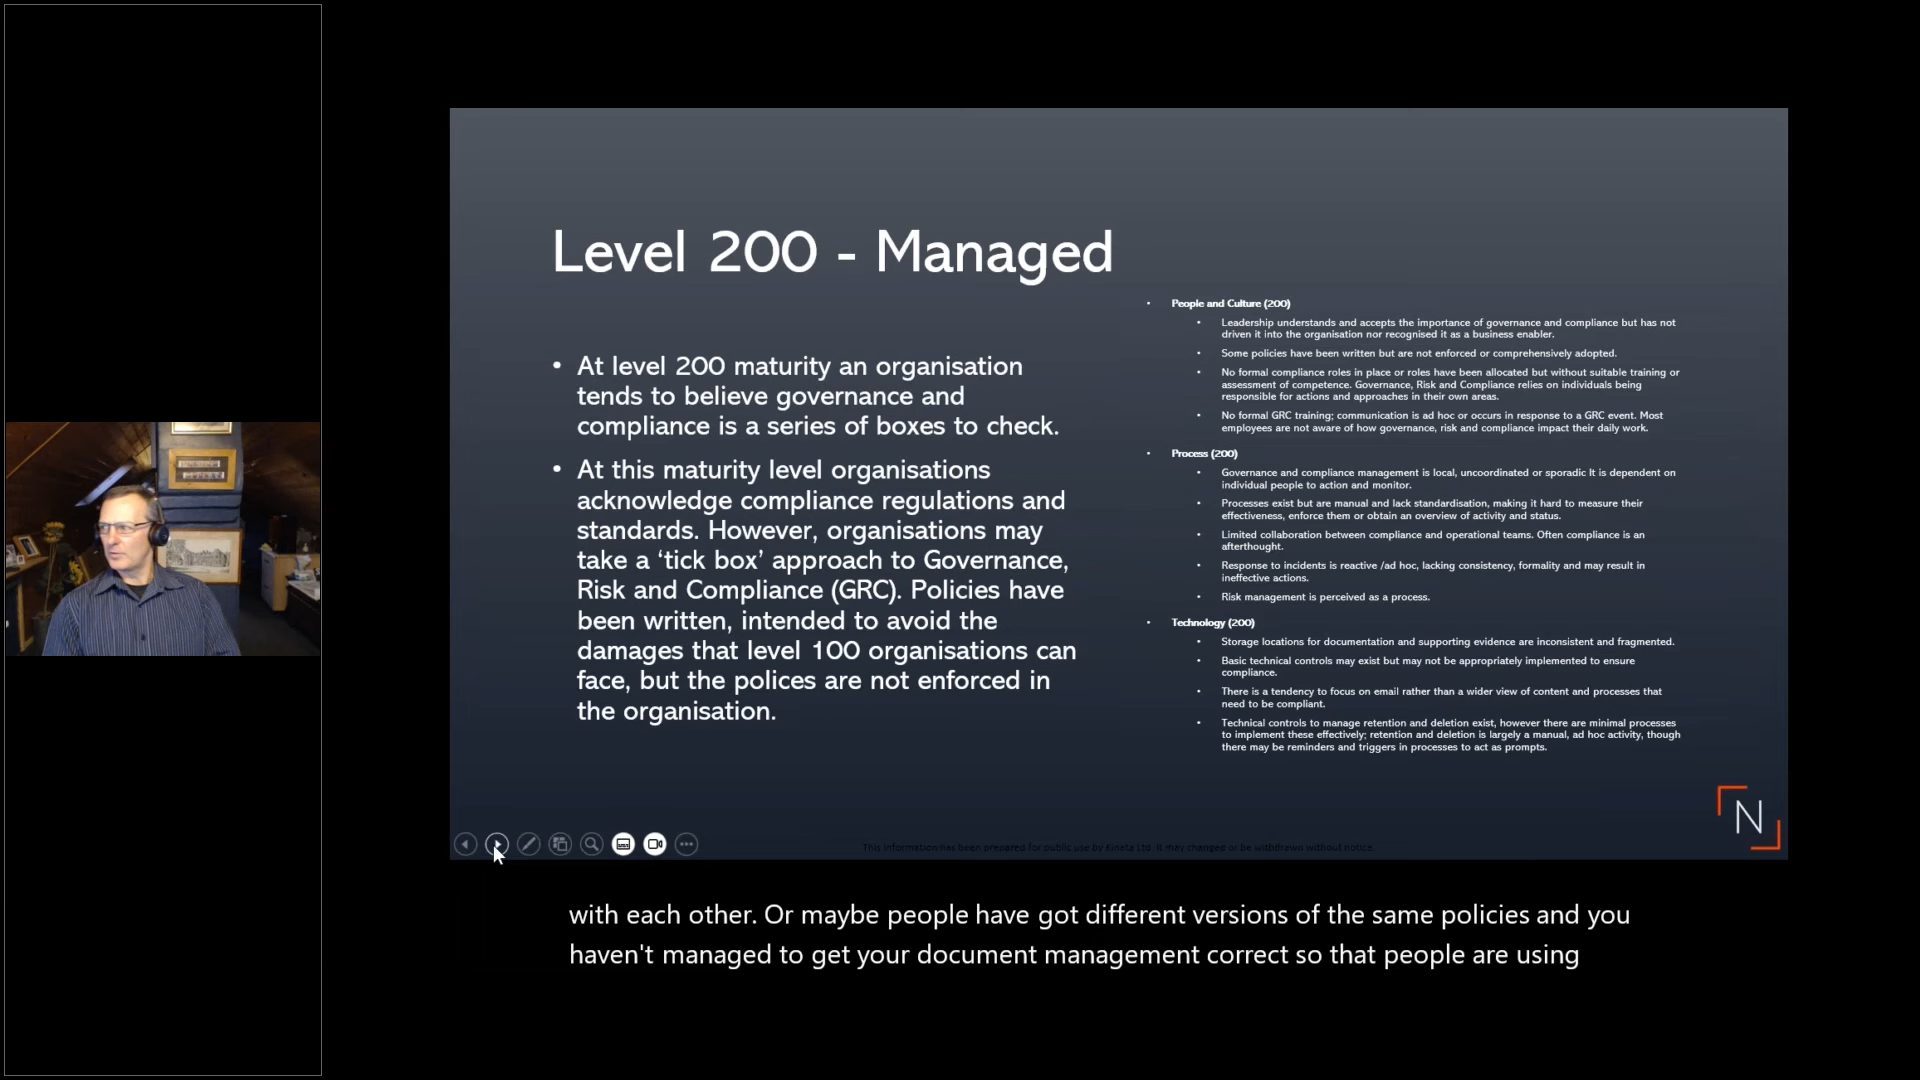 Level 200 - Managed
• At level 200 maturity an organisation
tends to believe governance and
compliance is a series of boxes to check.
• At this maturity level organisations
acknowledge compliance regulations and
standards. However, organisations may
take a ‘tick box’ approach to Governance,
Risk and Compliance (GRC). Policies have
been written, intended to avoid the
damages that level 100 organisations can
face, but the polices are not enforced in
the organisation.
• People and Culture (200)
• Leadership understands and accepts the importance of governance and compliance but has not
driven it into the organisation nor recognised it as a business enabler.
• Some policies have been written but are not enforced or comprehensively adopted.
• No formal compliance roles in place or roles have been allocated but without suitable training or
assessment of competence. Governance, Risk and Compliance relies on individuals being
responsible for actions and approaches in their own areas.
• No formal GRC training; communication is ad hoc or occurs in response to a GRC event. Most
employees are not aware of how governance, risk and compliance impact their daily work.
• Process (200)
• Governance and compliance management is local, uncoordinated or sporadic It is dependent on
individual people to action and monitor.
• Processes exist but are manual and lack standardisation, making it hard to measure their
effectiveness, enforce them or obtain an overview of activity and status.
• Limited collaboration between compliance and operational teams. Often compliance is an
afterthought.
• Response to incidents is reactive /ad hoc, lacking consistency, formality and may result in
ineffective actions.
• Risk management is perceived as a process.
• Technology (200)
• Storage locations for documentation and supporting evidence are inconsistent and fragmented.
• Basic technical controls may exist but may not be appropriately implemented to ensure
compliance.
• There is a tendency to focus on email rather than a wider view of content and processes that
need to be compliant.
• Technical controls to manage retention and deletion exist, however there are minimal processes
to implement these effectively; retention and deletion is largely a manual, ad hoc activity, though
there may be reminders and triggers in processes to act as prompts.
N
This information has been prepared for public use by Kinata Ltd. It may changed or be withdrawn without notice.
with each other. Or maybe people have got different versions of the same policies and you
haven't managed to get your document management correct so that people are using